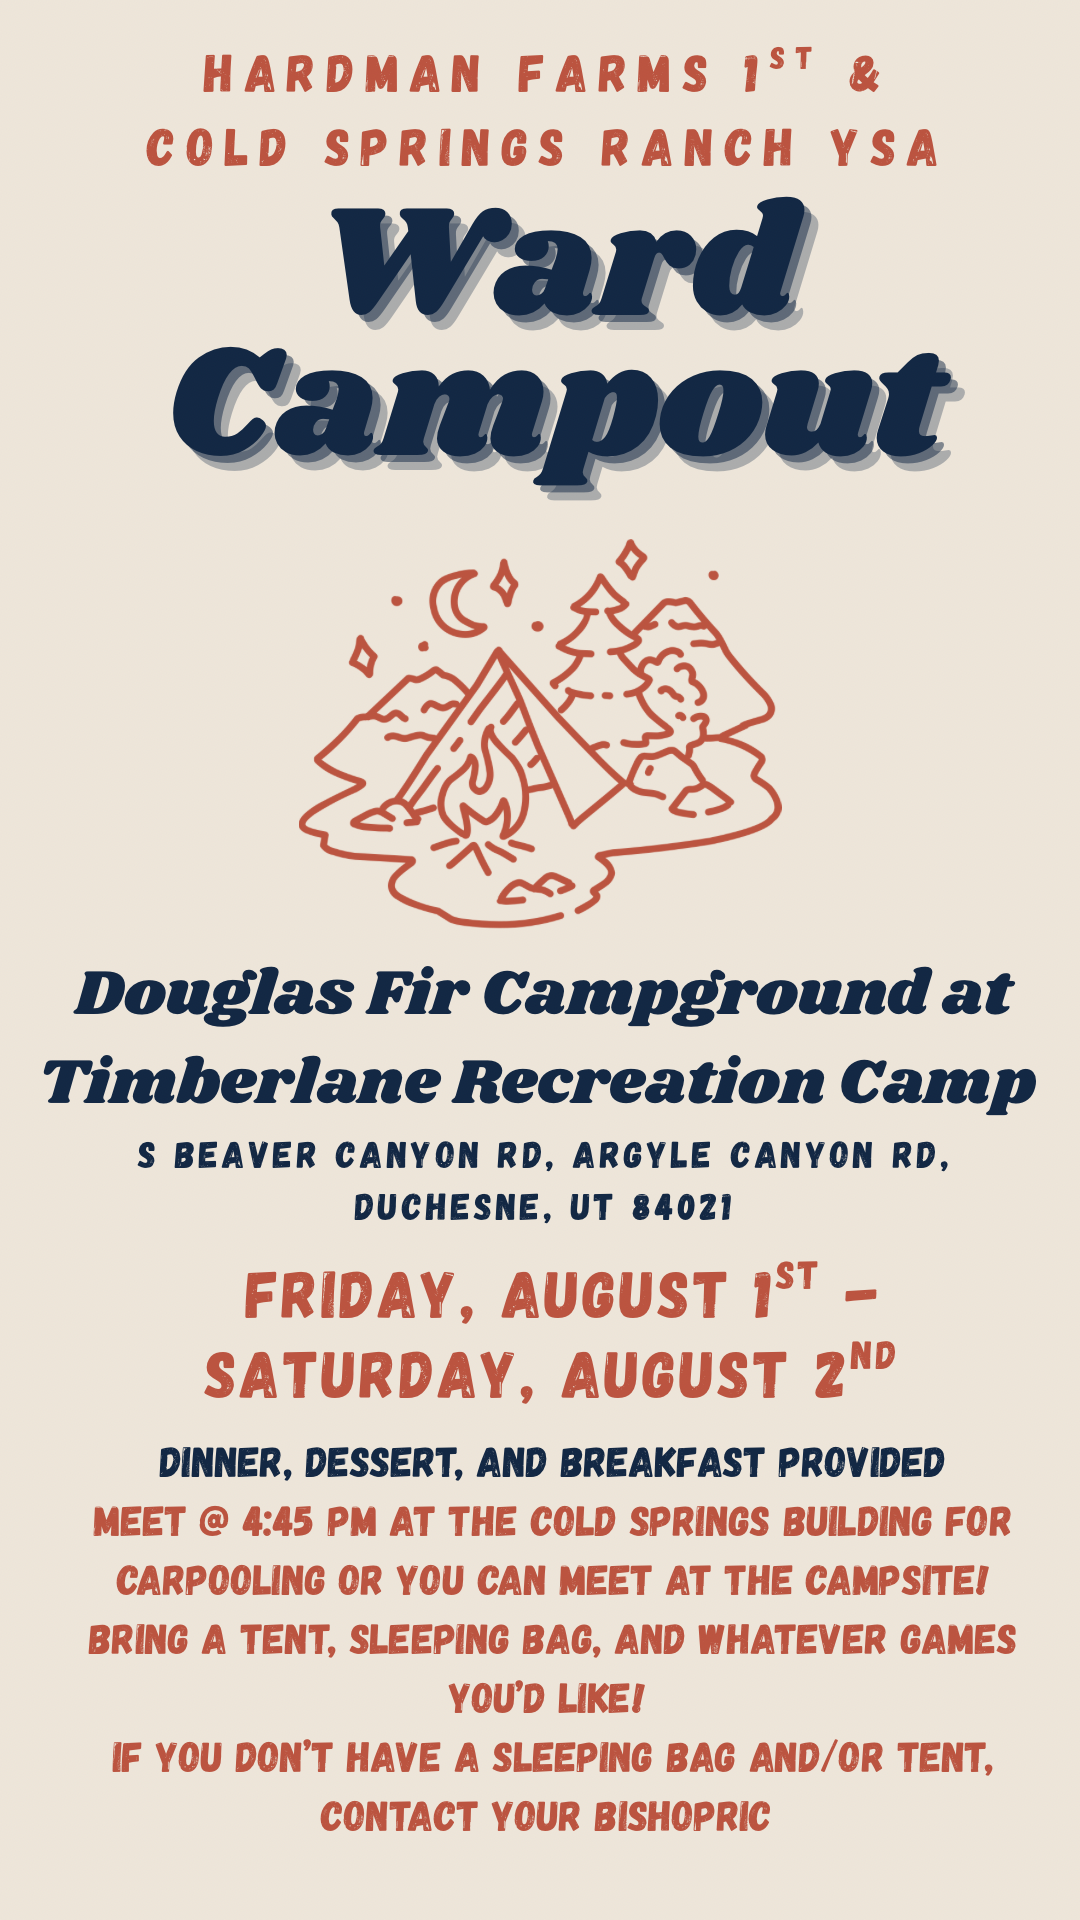 HARDMAN FARMS 1ST &
COLD SPRINGS RANCH YSA
Ward
Campout
Douglas Fir Campground at
Timberlane Recreation Camp
S BEAVER CANYON RD, ARGYLE CANYON RD,
DUCHESNE, UT 84021
FRIDAY, AUGUST 1ST –
SATURDAY, AUGUST 2ND
DINNER, DESSERT, AND BREAKFAST PROVIDED
MEET @ 4:45 PM AT THE COLD SPRINGS BUILDING FOR
CARPOOLING OR YOU CAN MEET AT THE CAMPSITE!
BRING A TENT, SLEEPING BAG, AND WHATEVER GAMES
YOU’D LIKE!
IF YOU DON’T HAVE A SLEEPING BAG AND/OR TENT,
CONTACT YOUR BISHOPRIC